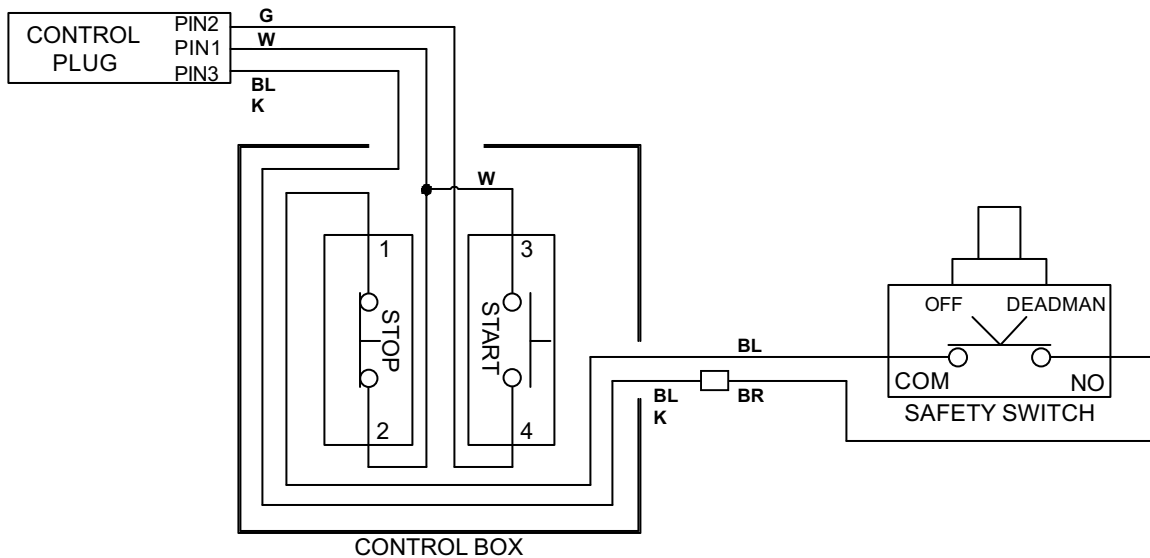 G
CONTROL
PLUG
PIN2
PIN1
PIN3
W
BL
K
W
1
3
STOP
START
2
4
BL
BL
K
BR
OFF
DEADMAN
COM
NO
SAFETY SWITCH
CONTROL BOX